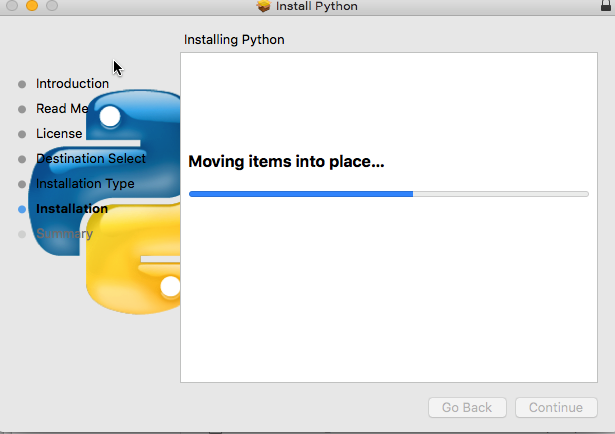 Install Python
Installing Python
Introduction
Read Me
License
Destination Select
Installation Type
Installation
Summary
Moving items into place...
Go Back
Continue